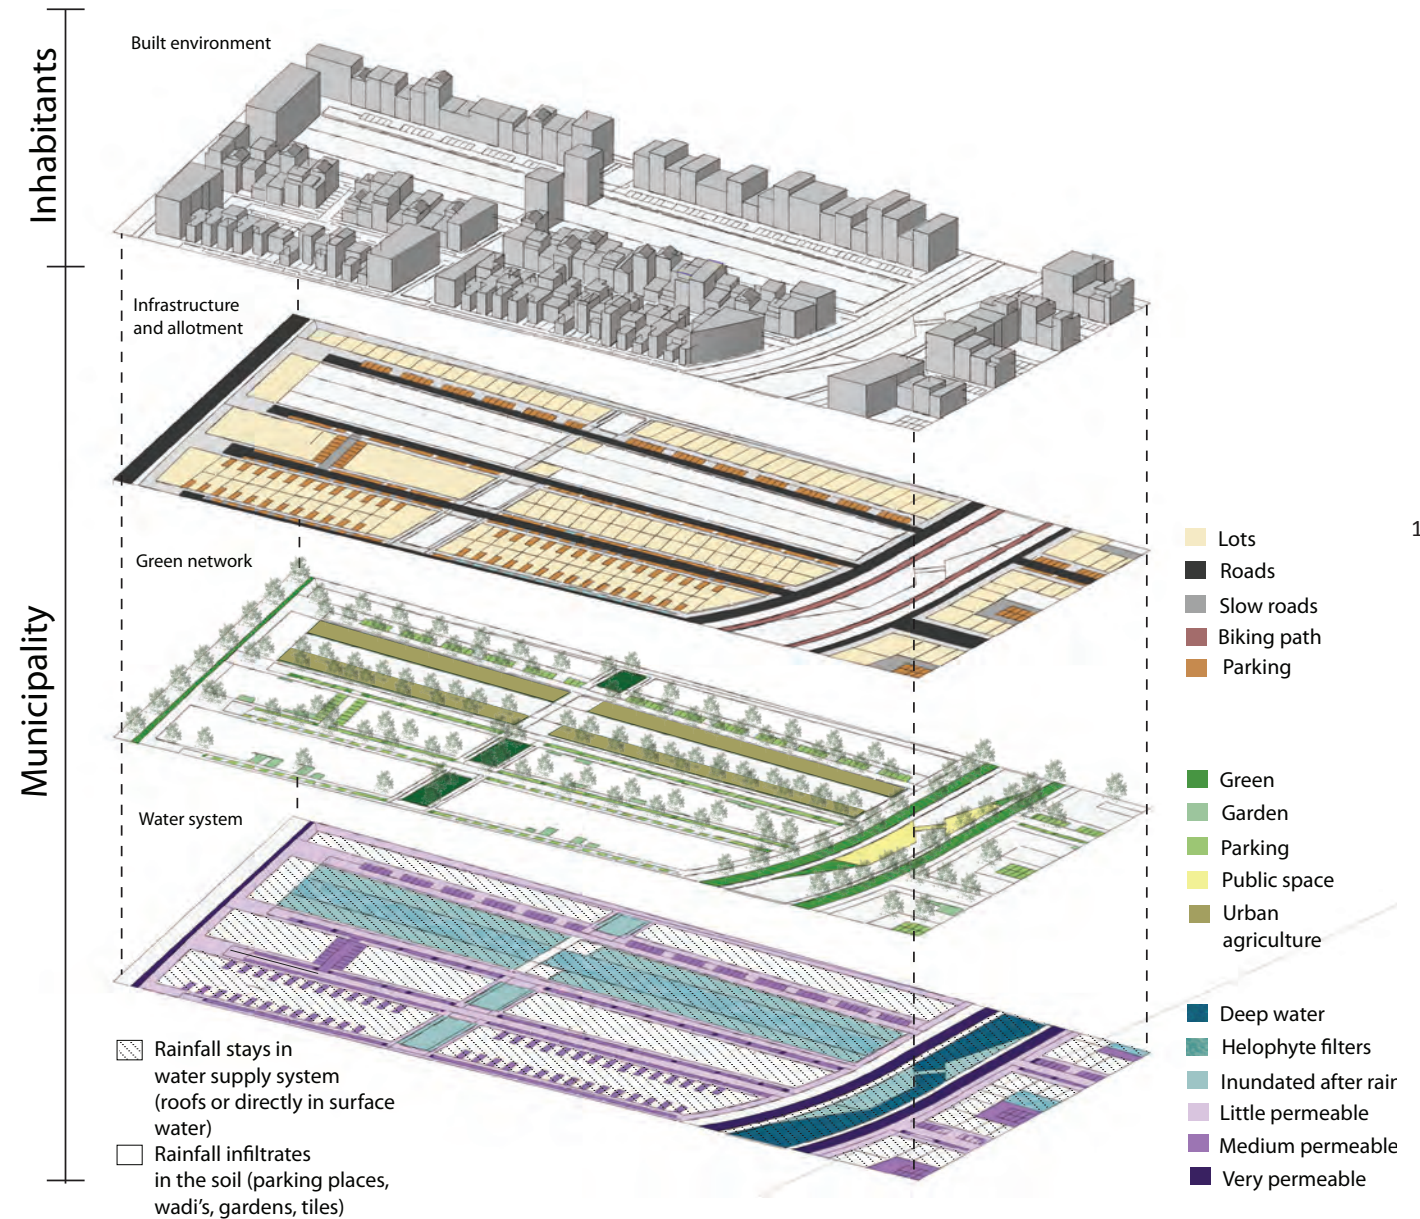 Built environment
Inhabitants
Infrastructure
and allotment
1
Lots
Roads
Slow roads
Biking path
Parking
Green network
Municipality
Green
Garden
Parking
Public space
Urban
agriculture
Water system
Deep water
Helophyte filters
Inundated after rain
Little permeable
Medium permeable
Very permeable
Rainfall stays in
water supply system
(roofs or directly in surface
water)
Rainfall infiltrates
in the soil (parking places,
wadi's, gardens, tiles)